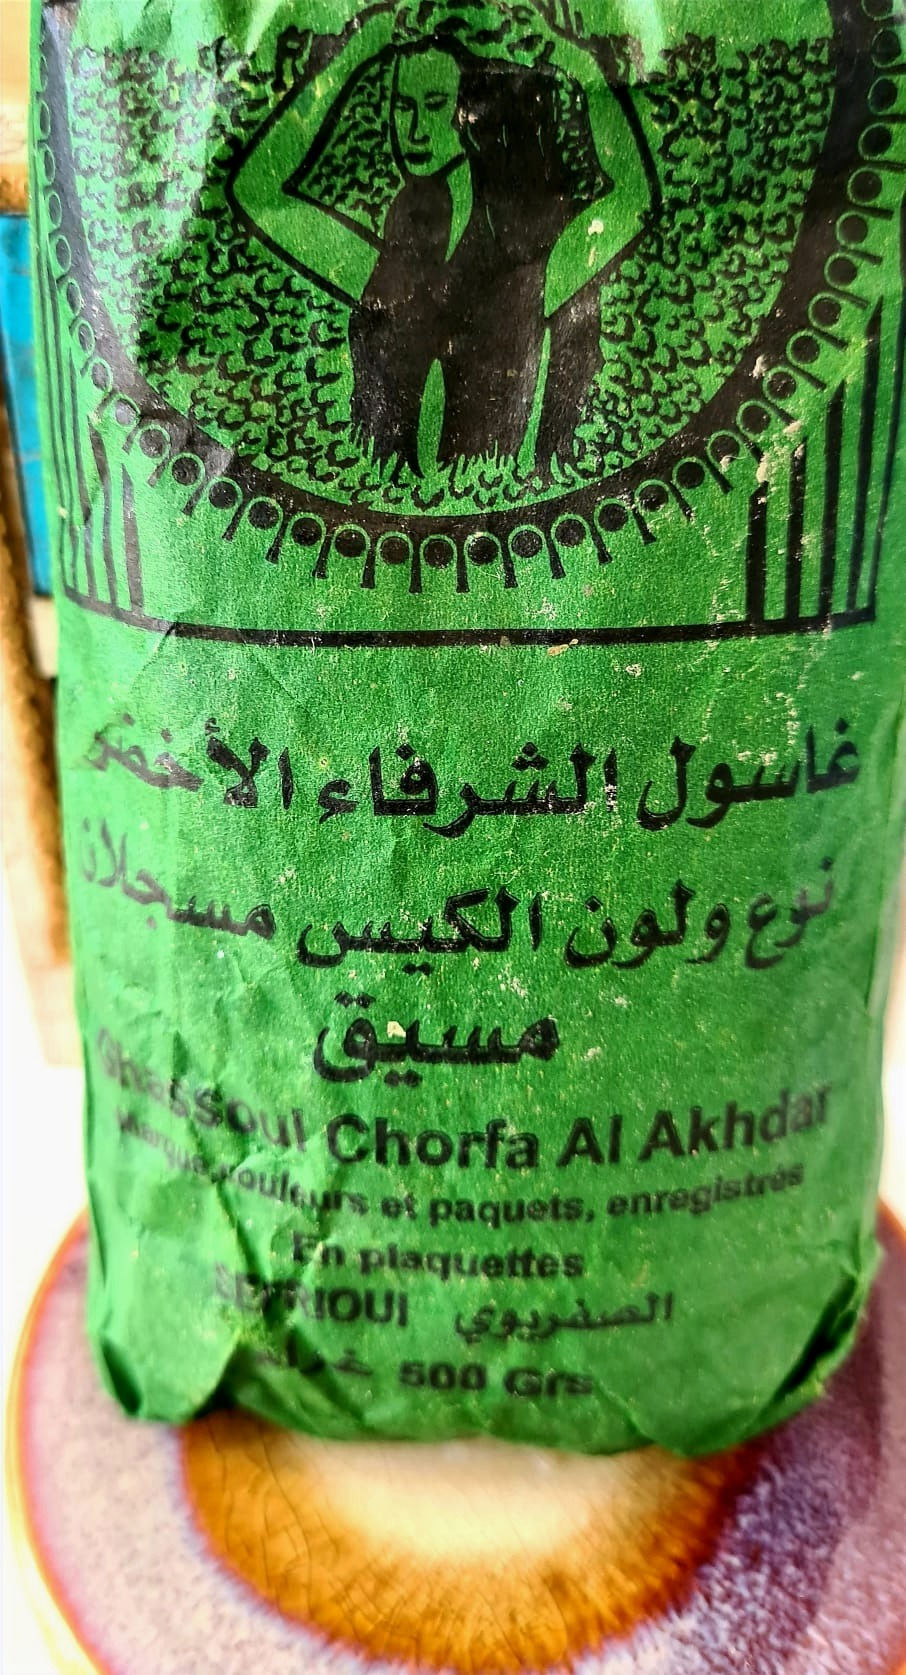 غاسول الشرفاء الأخضر
نوع ولون الكيس مسجلان
مسيق
Ghassoul Chorfa Al Akhdar
Marque, couleurs et paquets, enregistrés
En plaquettes
SEFRIOUI الصفريوي
500 Grs